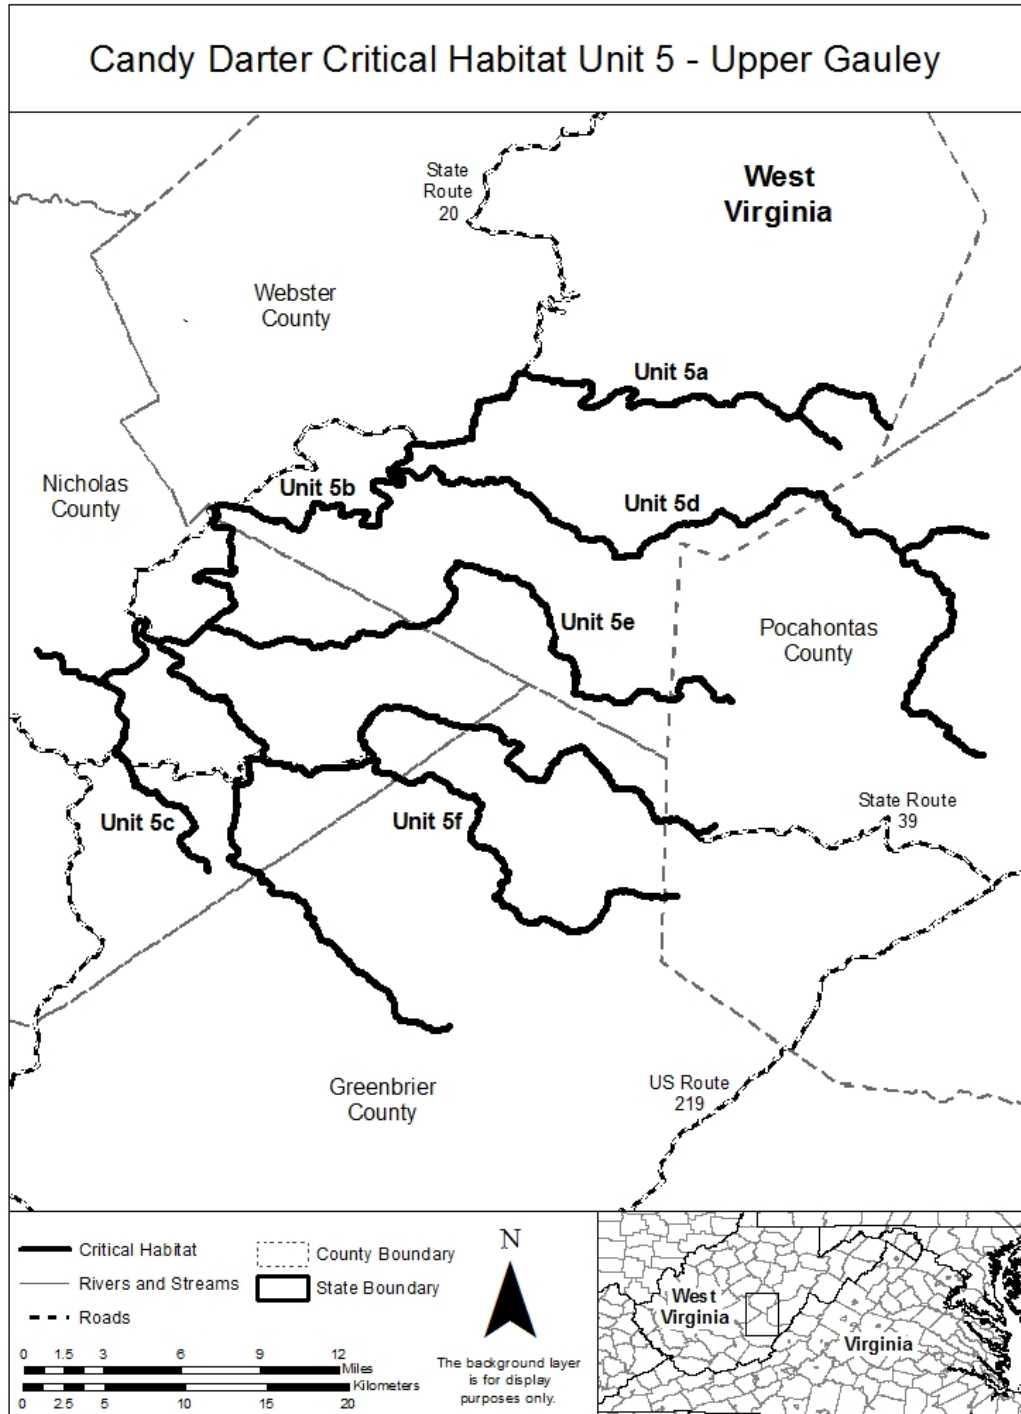 Candy Darter Critical Habitat Unit 5 - Upper Gauley
State
Route
20
West
Virginia
Webster
County
Unit 5a
Nicholas
County
Unit 5b
Unit 5d
Unit 5e
Pocahontas
County
Unit 5c
Unit 5f
State Route
39
Greenbrier
County
US Route
219
Critical Habitat
Rivers and Streams
Roads
County Boundary
State Boundary
0 1.5 3 6 9 12
Miles
Kilometers
0 2.5 5 10 15 20
N
The background layer
is for display
purposes only.
West
Virginia
Virginia